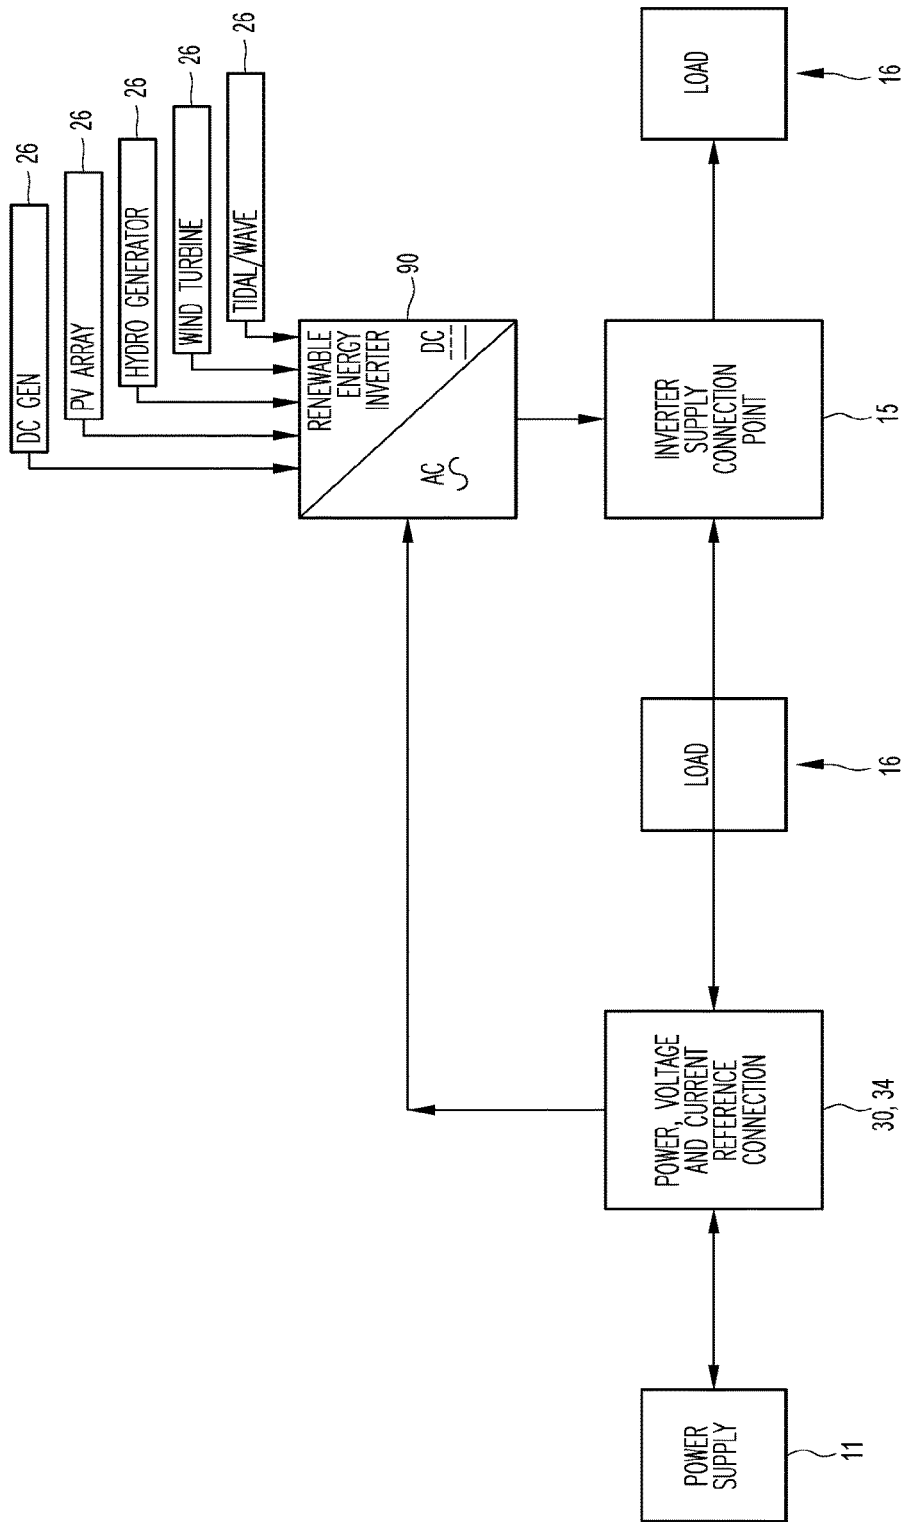 DC GEN
26
PV ARRAY
26
HYDRO GENERATOR
26
WIND TURBINE
26
TIDAL/WAVE
26
RENEWABLE
ENERGY
INVERTER
DC
AC
90
POWER
SUPPLY
11
POWER, VOLTAGE
AND CURRENT
REFERENCE
CONNECTION
30, 34
LOAD
16
INVERTER
SUPPLY
CONNECTION
POINT
15
LOAD
16